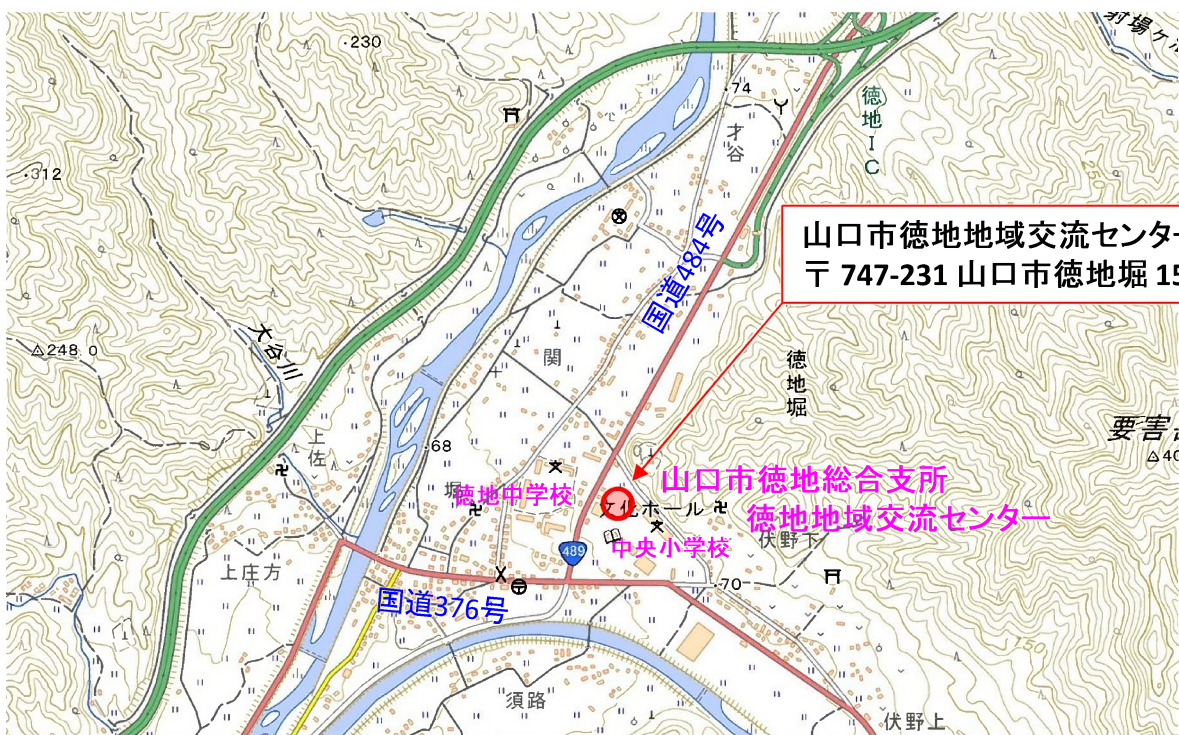 射場ケ
・230
・74
才谷
徳地IC
・312
山口市徳地地域交流センター
〒 747-231 山口市徳地堀 15
国道484号
大谷川
△248.0
関
徳地堀
要害
△40
上佐
・68
堀
徳地中学校
山口市徳地総合支所
文化ホール
徳地地域交流センター
中央小学校
伏野下
489
上庄方
・70
国道376号
須路
伏野上